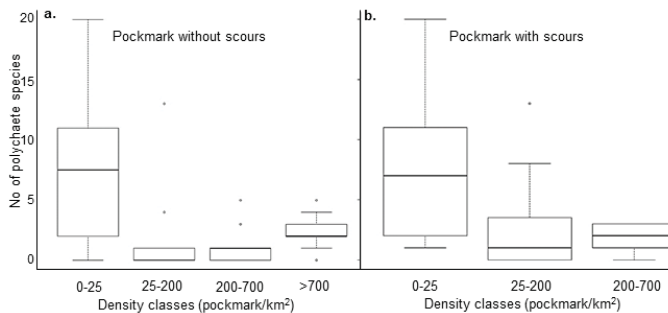 a.
Pockmark without scours
b.
Pockmark with scours
No of polychaete species
20
15
10
5
0
0-25 25-200 200-700 >700
Density classes (pockmark/km²)
0-25 25-200 200-700
Density classes (pockmark/km²)